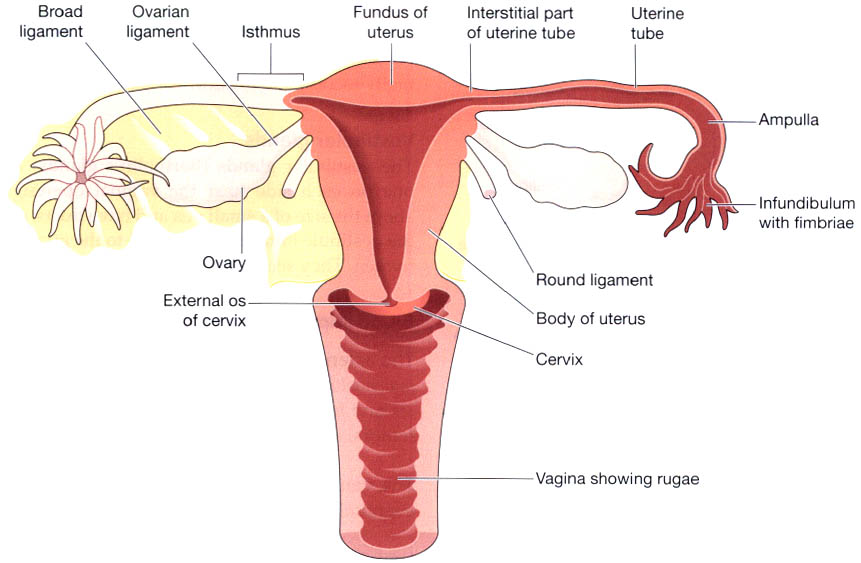 Broad
ligament
Ovarian
ligament
Isthmus
Fundus of
uterus
Interstitial part
of uterine tube
Uterine
tube
Ampulla
Infundibulum
with fimbriae
Ovary
Round ligament
External os
of cervix
Body of uterus
Cervix
Vagina showing rugae